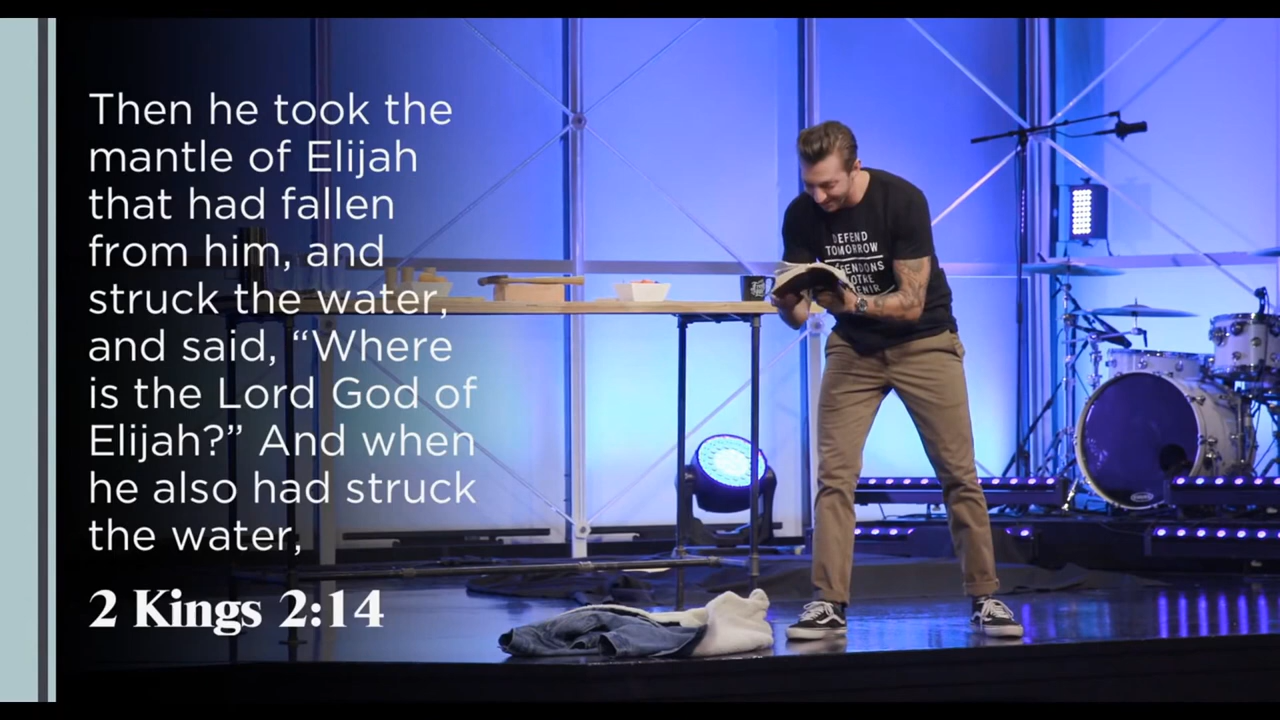 Then he took the
mantle of Elijah
that had fallen
from him, and
struck the water,
and said, “Where
is the Lord God of
Elijah?” And when
he also had struck
the water,
2 Kings 2:14
DEFEND
TOMORROW